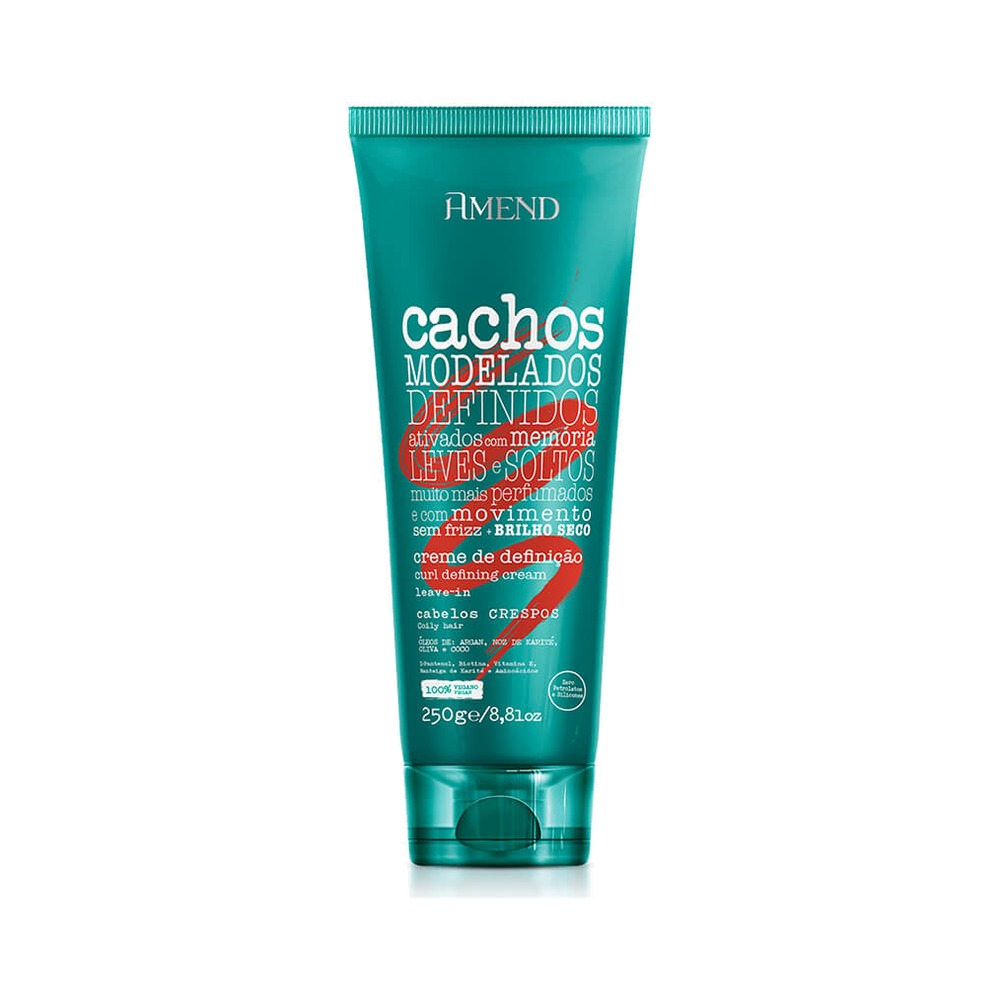 AMEND
cachos
MODELADOS
DEFINIDOS
ativados com memória
LEVES e SOLTOS
muito mais perfumados
e com movimento
sem frizz + BRILHO SECO
creme de definição
curl defining cream
leave-in
cabelos CRESPOS
Coily hair
ÓLEOS DE: ARGAN, NOZ DE KARITÉ,
OLIVA e COCO
D'Pantenol, Biotina, Vitamina E,
Manteiga de Karité e Aminoácidos
100% VEGANO
VEGAN
Zero
Petrolatos
e Silicones
250g℮/8,81oz